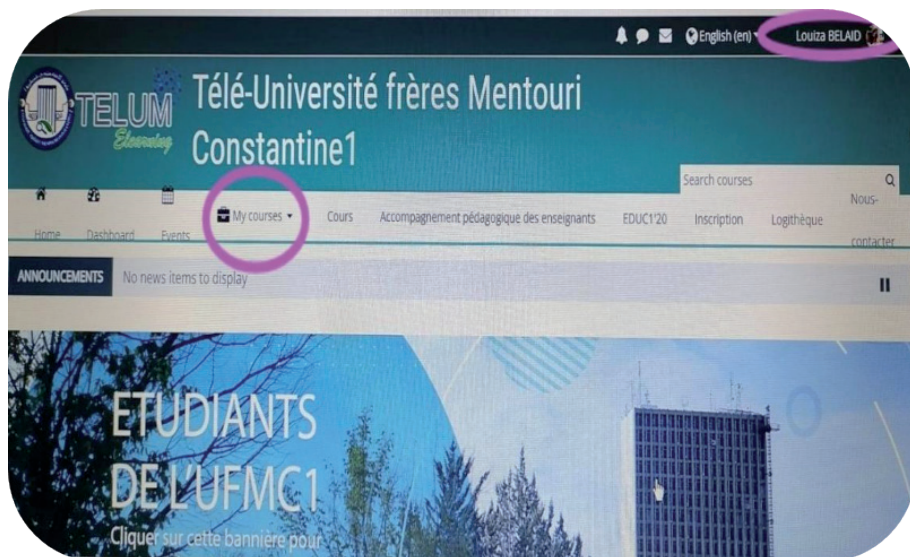 English (en)
Louiza BELAID
TELUM
Elearning
Télé-Université frères Mentouri
Constantine1
Search courses
Home
Dashboard
Events
My courses
Cours
Accompagnement pédagogique des enseignants
EDUC1'20
Inscription
Logithèque
Nous-
contacter
ANNOUNCEMENTS
No news items to display
ETUDIANTS
DE L'UFMC1
Cliquer sur cette bannière pour